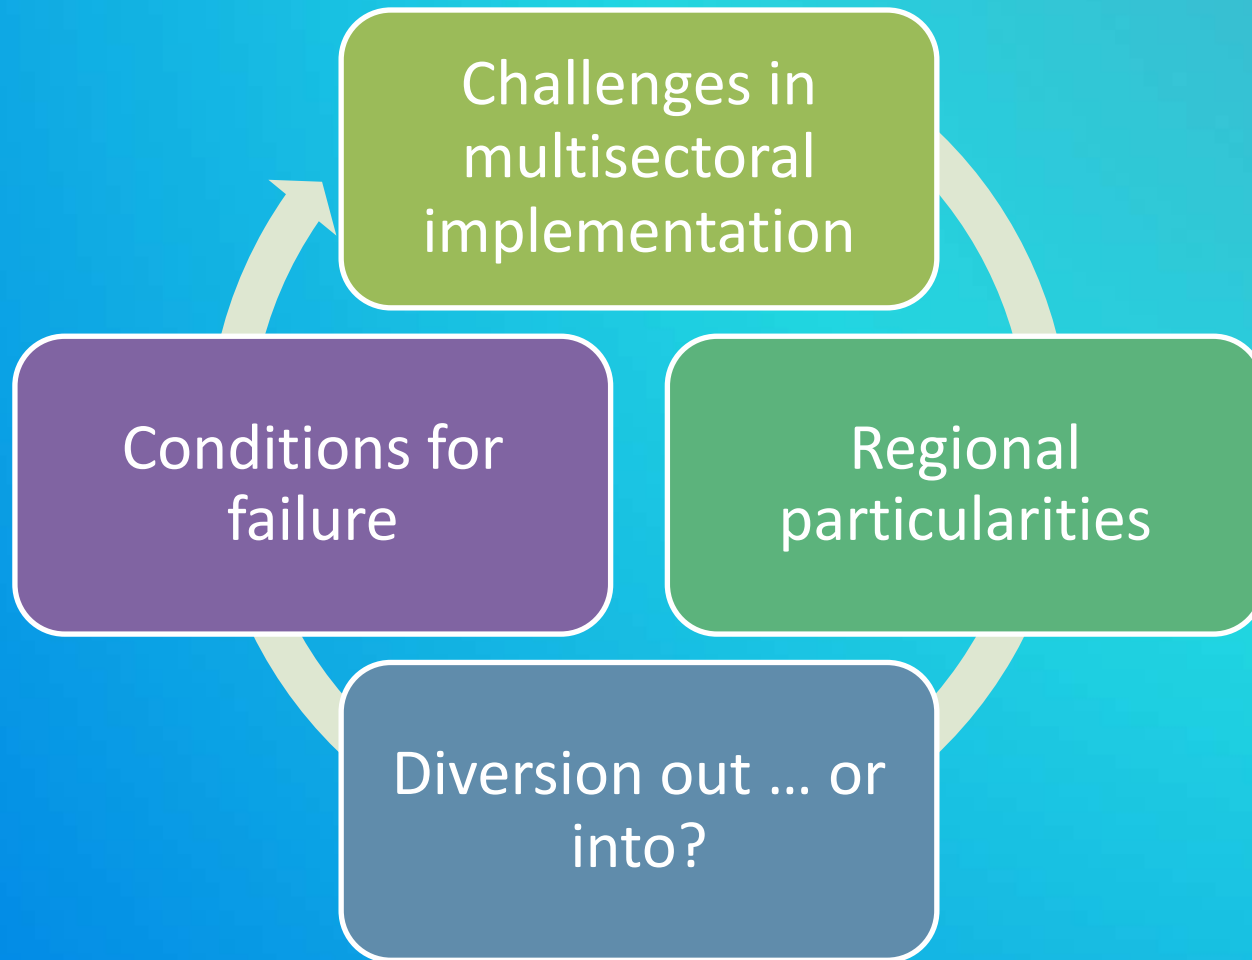 Challenges in
multisectoral
implementation
Conditions for
failure
Regional
particularities
Diversion out ... or
into?